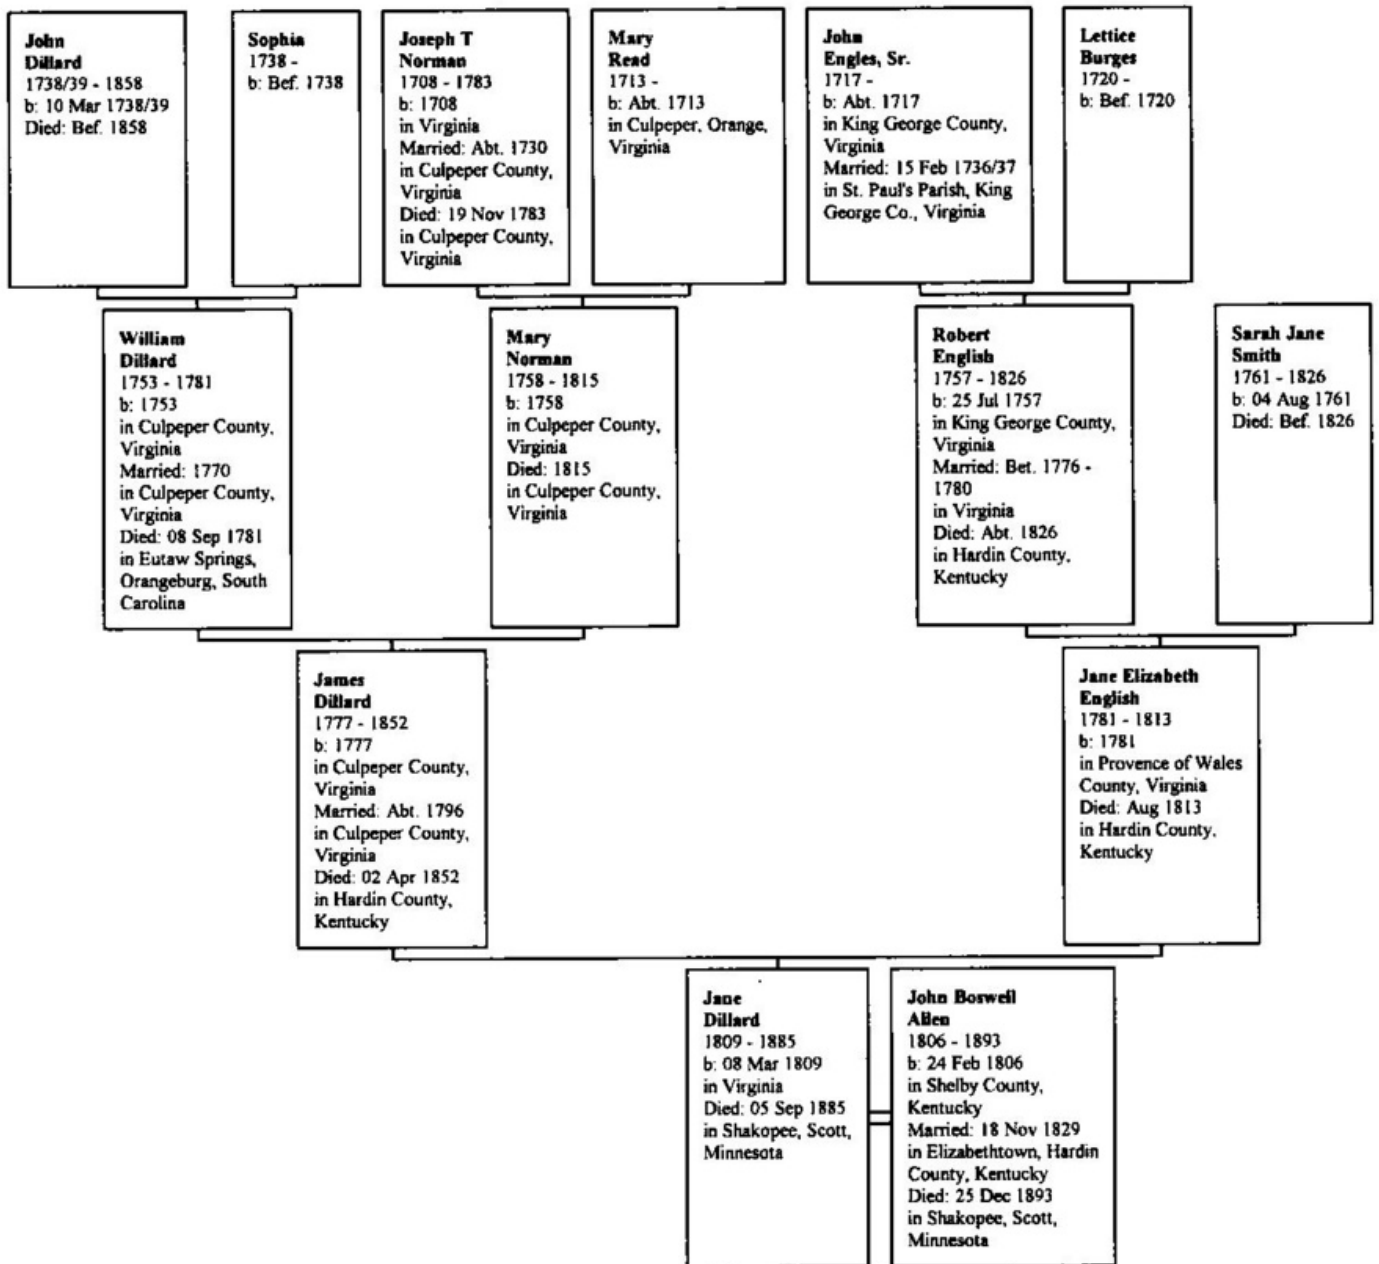 John
Dillard
1738/39 - 1858
b: 10 Mar 1738/39
Died: Bef. 1858
Sophia
1738 -
b: Bef. 1738
Joseph T
Norman
1708 - 1783
b: 1708
in Virginia
Married: Abt. 1730
in Culpeper County,
Virginia
Died: 19 Nov 1783
in Culpeper County,
Virginia
Mary
Read
1713 -
b: Abt. 1713
in Culpeper, Orange,
Virginia
John
Engles, Sr.
1717 -
b: Abt. 1717
in King George County,
Virginia
Married: 15 Feb 1736/37
in St. Paul's Parish, King
George Co., Virginia
Lettice
Burges
1720 -
b: Bef. 1720
William
Dillard
1753 - 1781
b: 1753
in Culpeper County,
Virginia
Married: 1770
in Culpeper County,
Virginia
Died: 08 Sep 1781
in Eutaw Springs,
Orangeburg, South
Carolina
Mary
Norman
1758 - 1815
b: 1758
in Culpeper County,
Virginia
Died: 1815
in Culpeper County,
Virginia
Robert
English
1757 - 1826
b: 25 Jul 1757
in King George County,
Virginia
Married: Bet. 1776 -
1780
in Virginia
Died: Abt. 1826
in Hardin County,
Kentucky
Sarah Jane
Smith
1761 - 1826
b: 04 Aug 1761
Died: Bef. 1826
James
Dillard
1777 - 1852
b: 1777
in Culpeper County,
Virginia
Married: Abt. 1796
in Culpeper County,
Virginia
Died: 02 Apr 1852
in Hardin County,
Kentucky
Jane Elizabeth
English
1781 - 1813
b: 1781
in Provence of Wales
County, Virginia
Died: Aug 1813
in Hardin County,
Kentucky
Jane
Dillard
1809 - 1885
b: 08 Mar 1809
in Virginia
Died: 05 Sep 1885
in Shakopee, Scott,
Minnesota
John Boswell
Allen
1806 - 1893
b: 24 Feb 1806
in Shelby County,
Kentucky
Married: 18 Nov 1829
in Elizabethtown, Hardin
County, Kentucky
Died: 25 Dec 1893
in Shakopee, Scott,
Minnesota